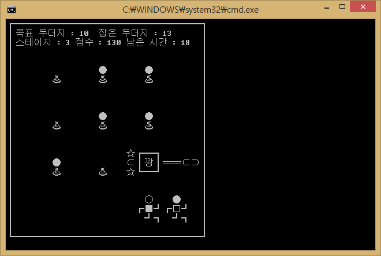 C:\WINDOWS\system32\cmd.exe
목표 두더지 : 10 잡은 두더지 : 13
스테이지 : 3 점수 : 130 남은 시간 : 18
꽝